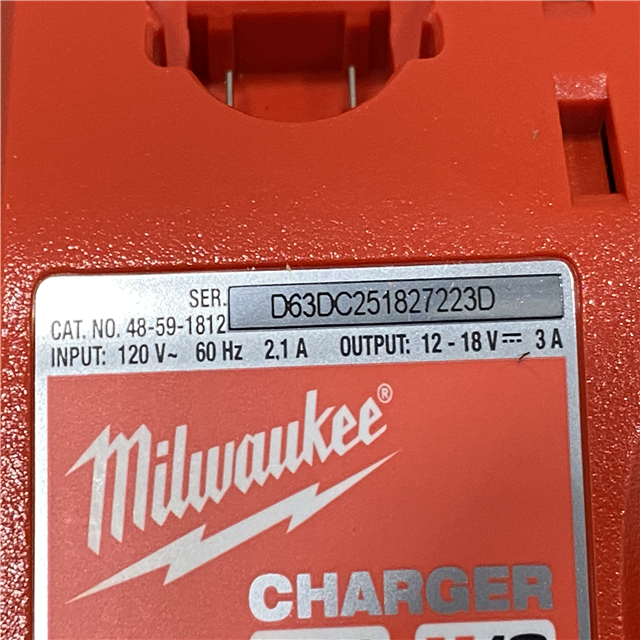 SER. D63DC251827223D
CAT. NO. 48-59-1812
INPUT: 120 V~ 60 Hz 2,1 A OUTPUT: 12 - 18 V⎓ 3 A
Milwaukee®
CHARGER